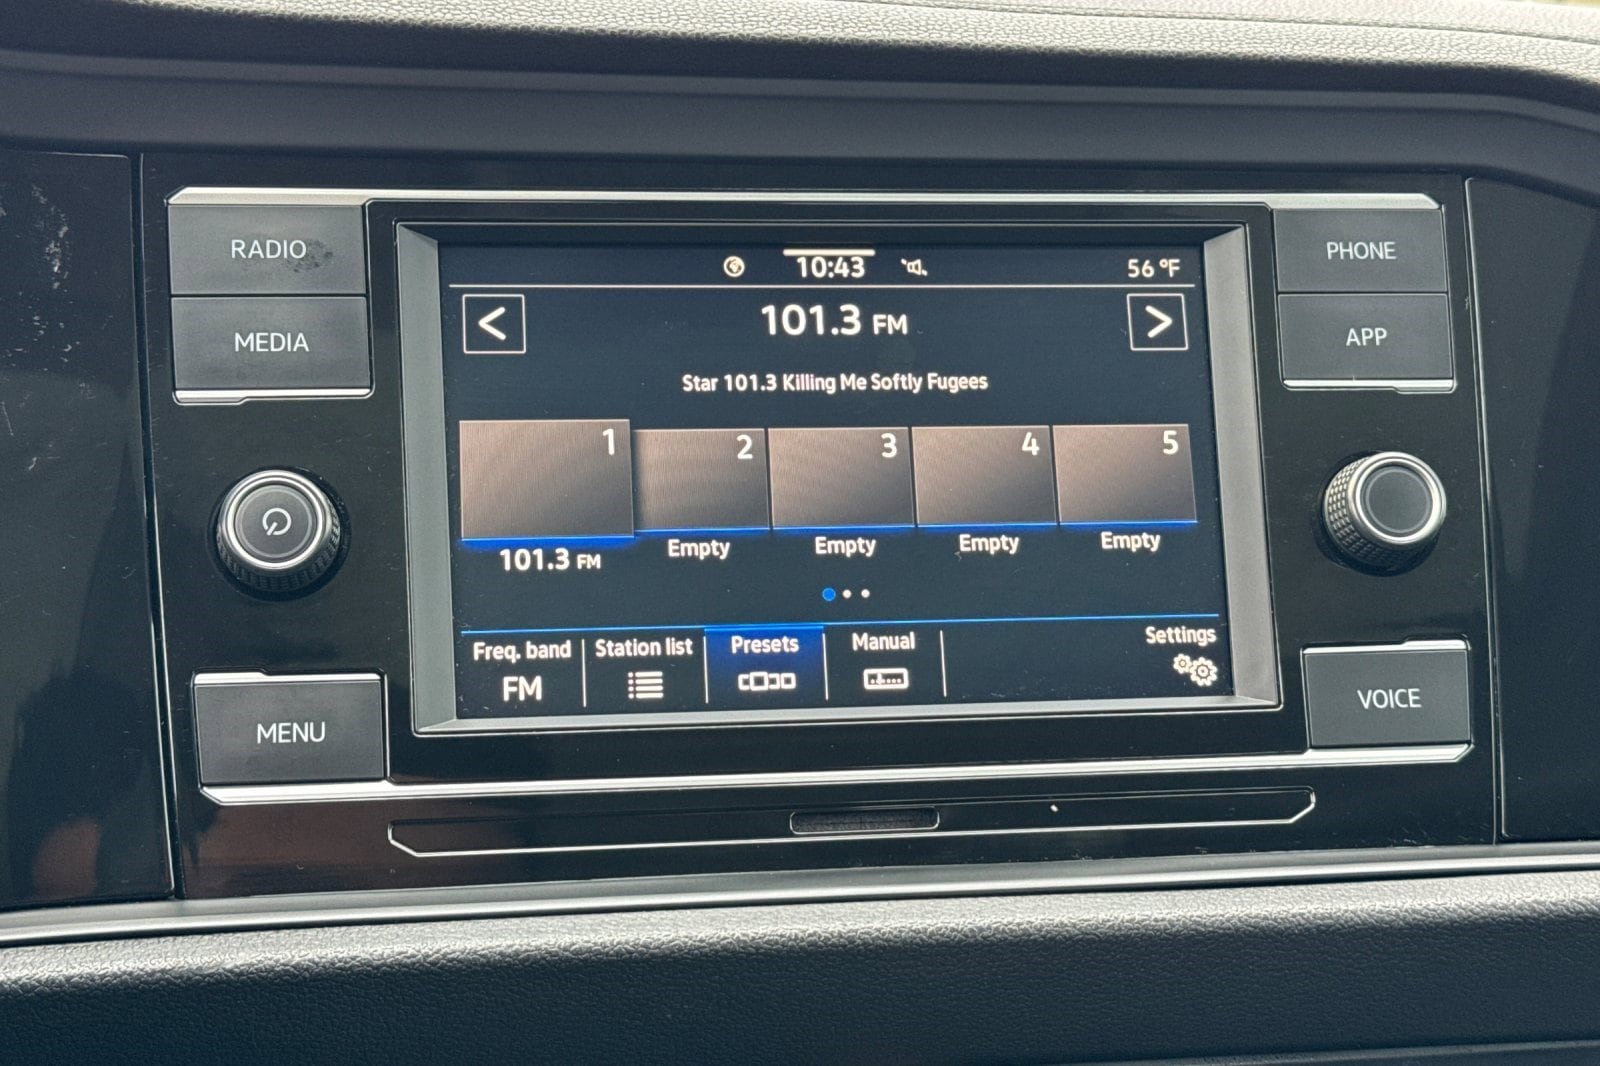 RADIO
MEDIA
MENU
10:43
56 °F
<
101.3 FM
>
Star 101.3 Killing Me Softly Fugees
1
2
3
4
5
101.3 FM
Empty
Empty
Empty
Empty
Freq. band
FM
Station list
Presets
Manual
Settings
PHONE
APP
VOICE